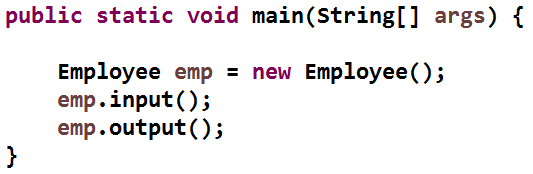 public static void main(String[] args) {
Employee emp = new Employee();
emp.input();
emp.output();
}